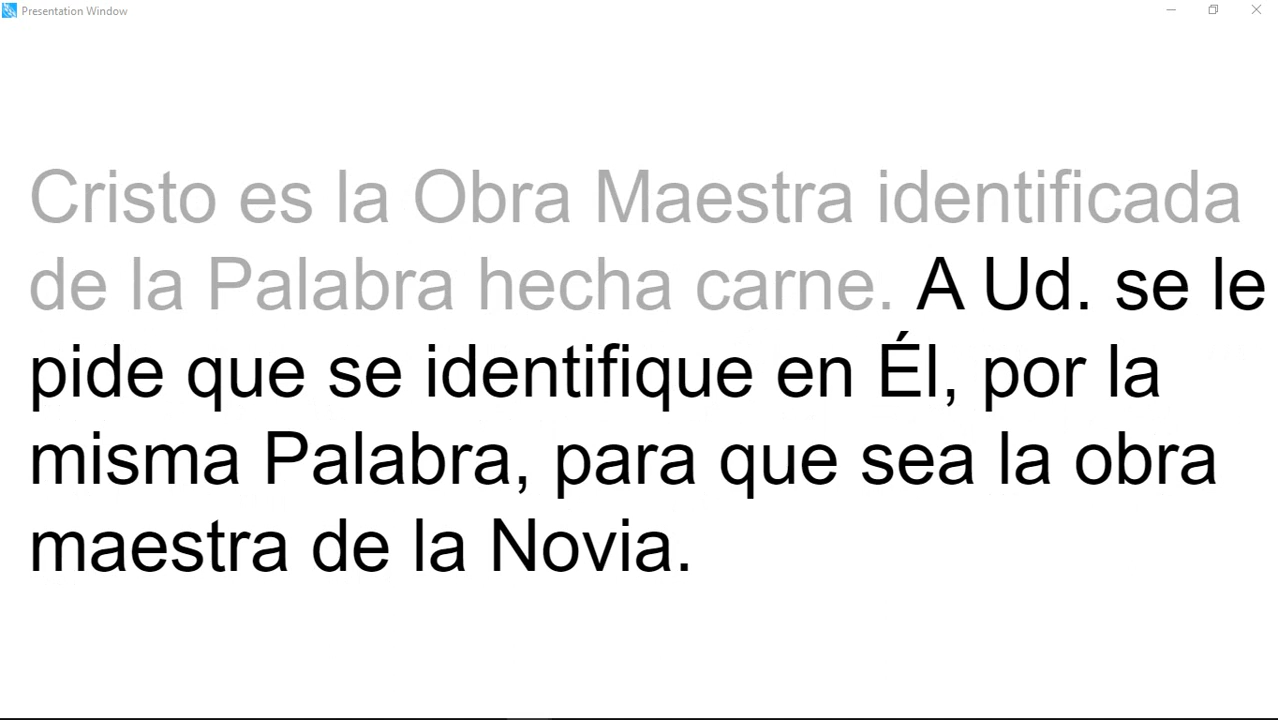 Presentation Window
Cristo es la Obra Maestra identificada
de la Palabra hecha carne. A Ud. se le
pide que se identifique en Él, por la
misma Palabra, para que sea la obra
maestra de la Novia.